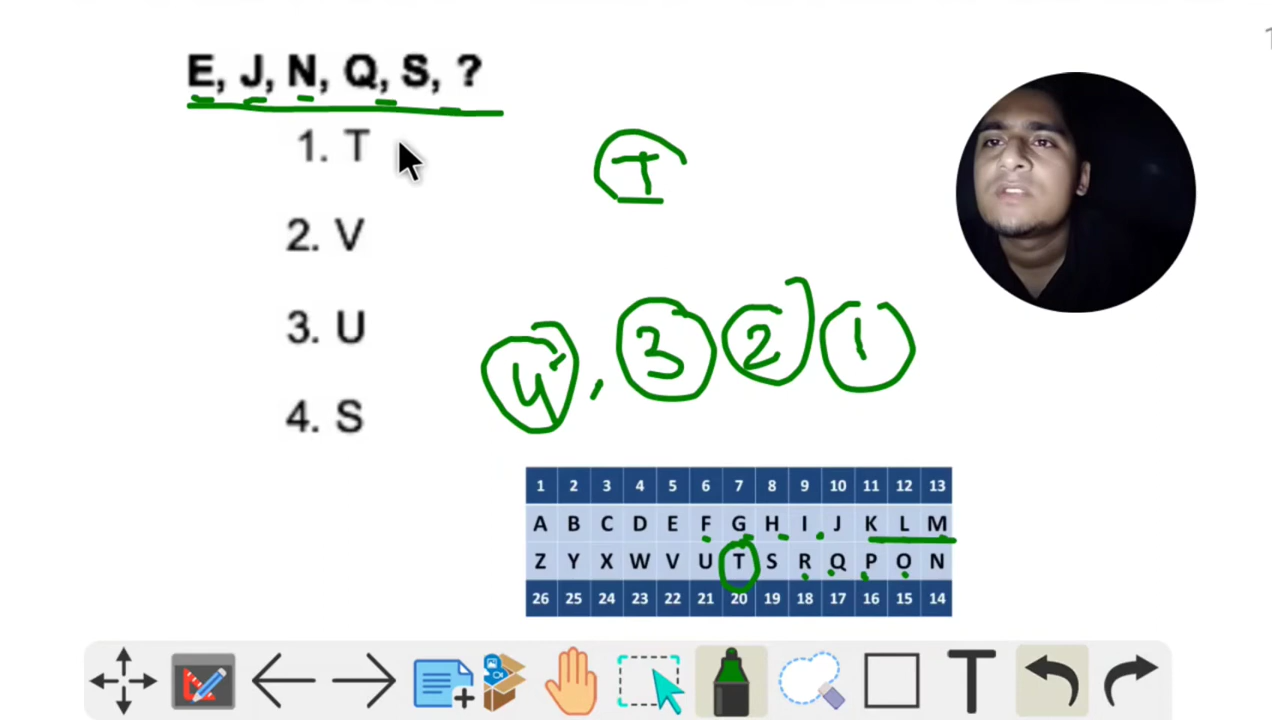 E, J, N, Q, S, ?
1. T
T
2. V
3. U
4, 3 2 1
4. S
1 2 3 4 5 6 7 8 9 10 11 12 13
A B C D E F G H I J K L M
Z Y X W V U T S R Q P O N
26 25 24 23 22 21 20 19 18 17 16 15 14
T